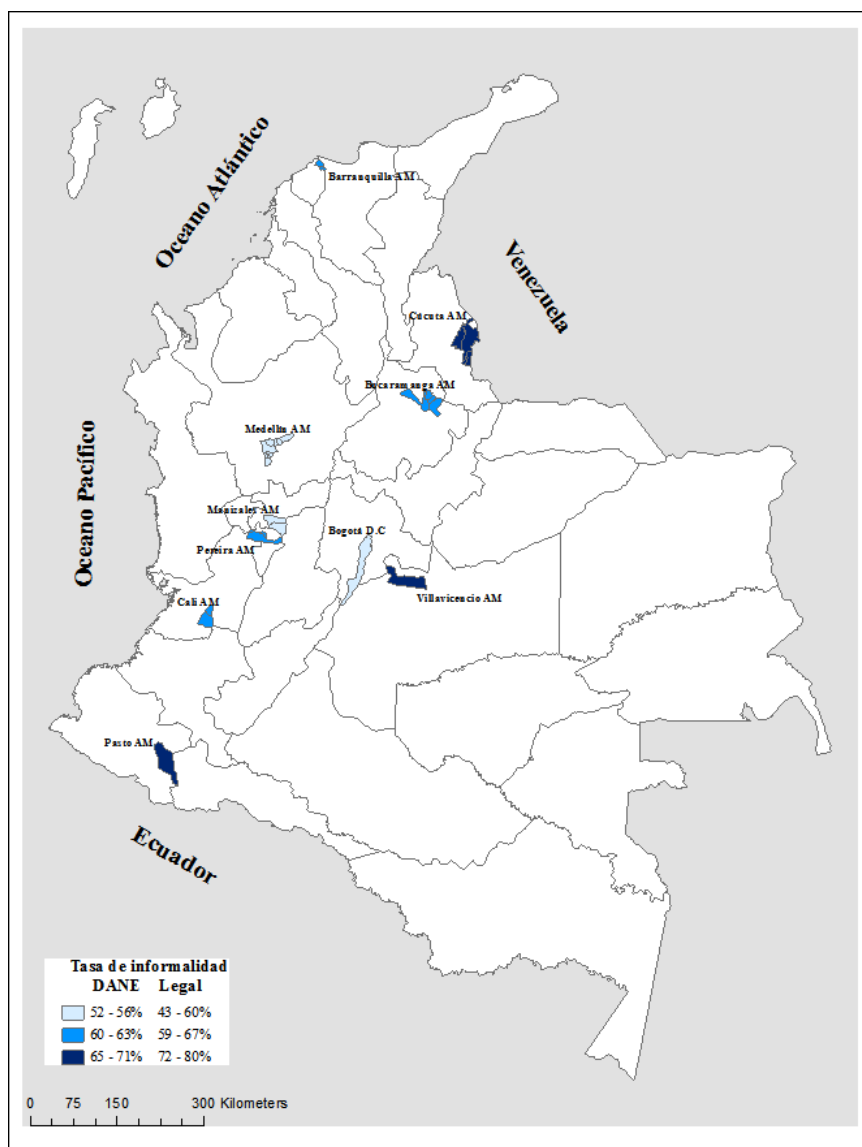 Oceano Atlántico
Barranquilla AM
Venezuela
Cúcuta AM
Bucaramanga AM
Medellín AM
Oceano Pacífico
Manizales AM
Bogotá D.C
Pereira AM
Villavicencio AM
Cali AM
Pasto AM
Ecuador
Tasa de informalidad
DANE Legal
52 - 56% 43 - 60%
60 - 63% 59 - 67%
65 - 71% 72 - 80%
0 75 150 300 Kilometers